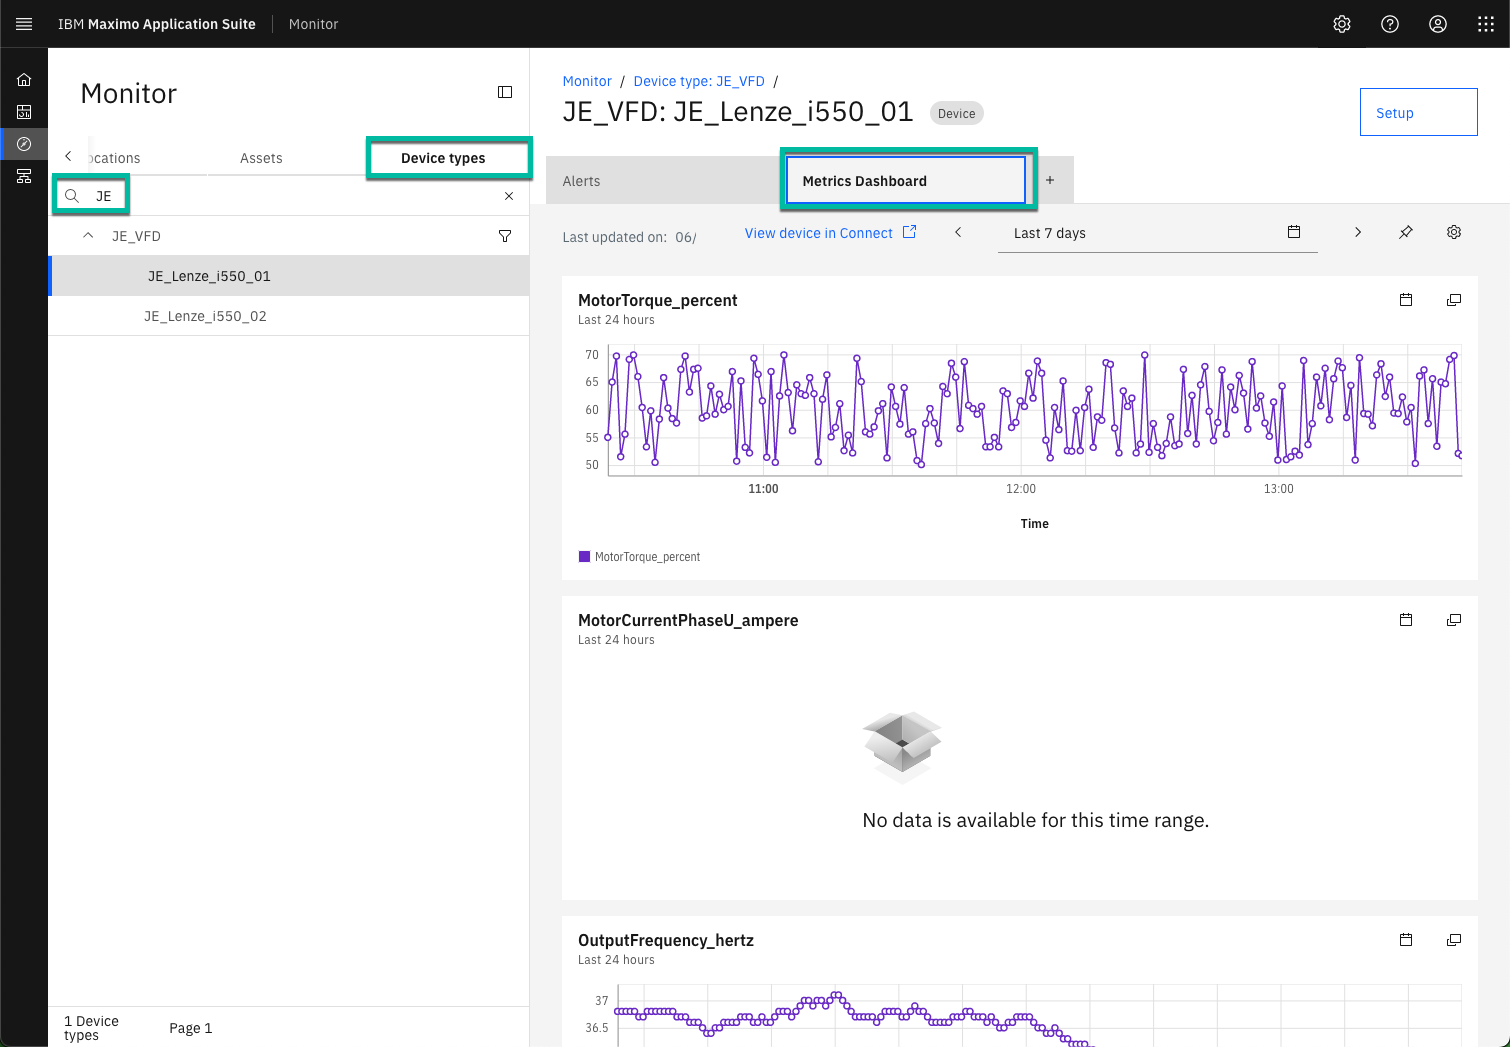 IBM Maximo Application Suite
Monitor
Monitor
ocations
Assets
Device types
JE
JE_VFD
JE_Lenze_i550_01
JE_Lenze_i550_02
1 Device types
Page 1
Monitor / Device type: JE_VFD /
JE_VFD: JE_Lenze_i550_01
Device
Setup
Alerts
Metrics Dashboard
+
Last updated on: 06/
View device in Connect
Last 7 days
MotorTorque_percent
Last 24 hours
70
65
60
55
50
11:00
12:00
13:00
Time
MotorTorque_percent
MotorCurrentPhaseU_ampere
Last 24 hours
No data is available for this time range.
OutputFrequency_hertz
Last 24 hours
37
36.5